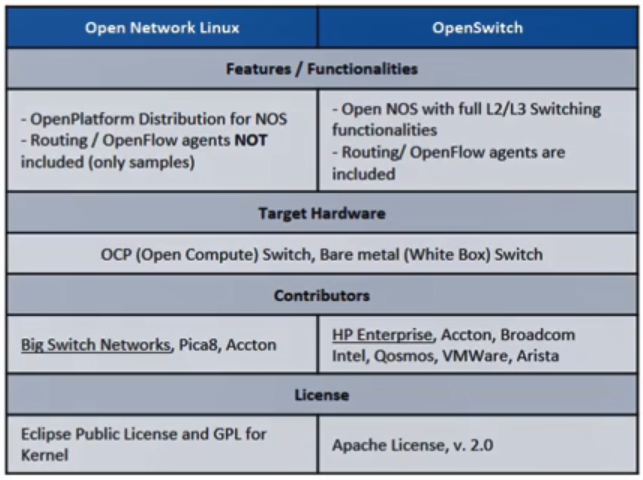 Open Network Linux
OpenSwitch
Features / Functionalities
- OpenPlatform Distribution for NOS
- Routing / OpenFlow agents NOT
included (only samples)
- Open NOS with full L2/L3 Switching
functionalities
- Routing/ OpenFlow agents are
included
Target Hardware
OCP (Open Compute) Switch, Bare metal (White Box) Switch
Contributors
Big Switch Networks, Pica8, Accton
HP Enterprise, Accton, Broadcom
Intel, Qosmos, VMWare, Arista
License
Eclipse Public License and GPL for
Kernel
Apache License, v. 2.0